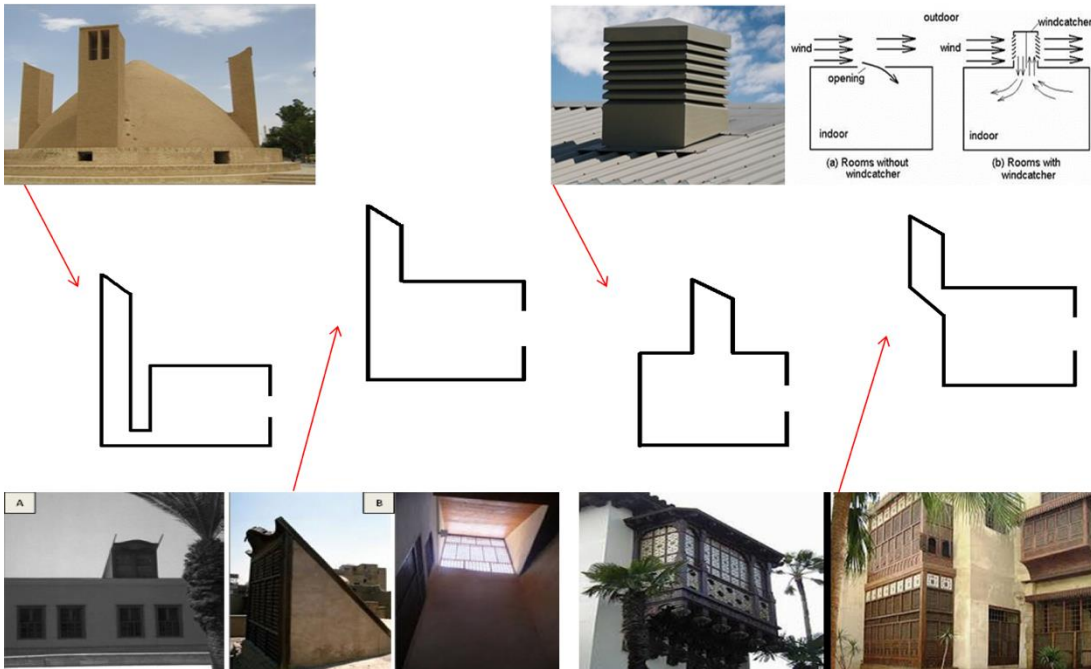 outdoor
windcatcher
wind
wind
opening
indoor
indoor
(a) Rooms without
windcatcher
(b) Rooms with
windcatcher
A
B